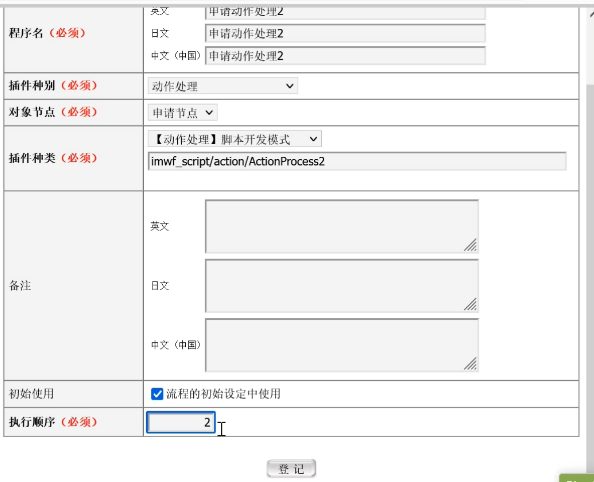 英文 申请动作处理2
程序名（必须） 日文 申请动作处理2
中文（中国） 申请动作处理2
插件种别（必须） 动作处理
对象节点（必须） 申请节点
【动作处理】脚本开发模式
插件种类（必须） imwf_script/action/ActionProcess2
英文
备注 日文
中文（中国）
初始使用 流程的初始设定中使用
执行顺序（必须） 2
登 记